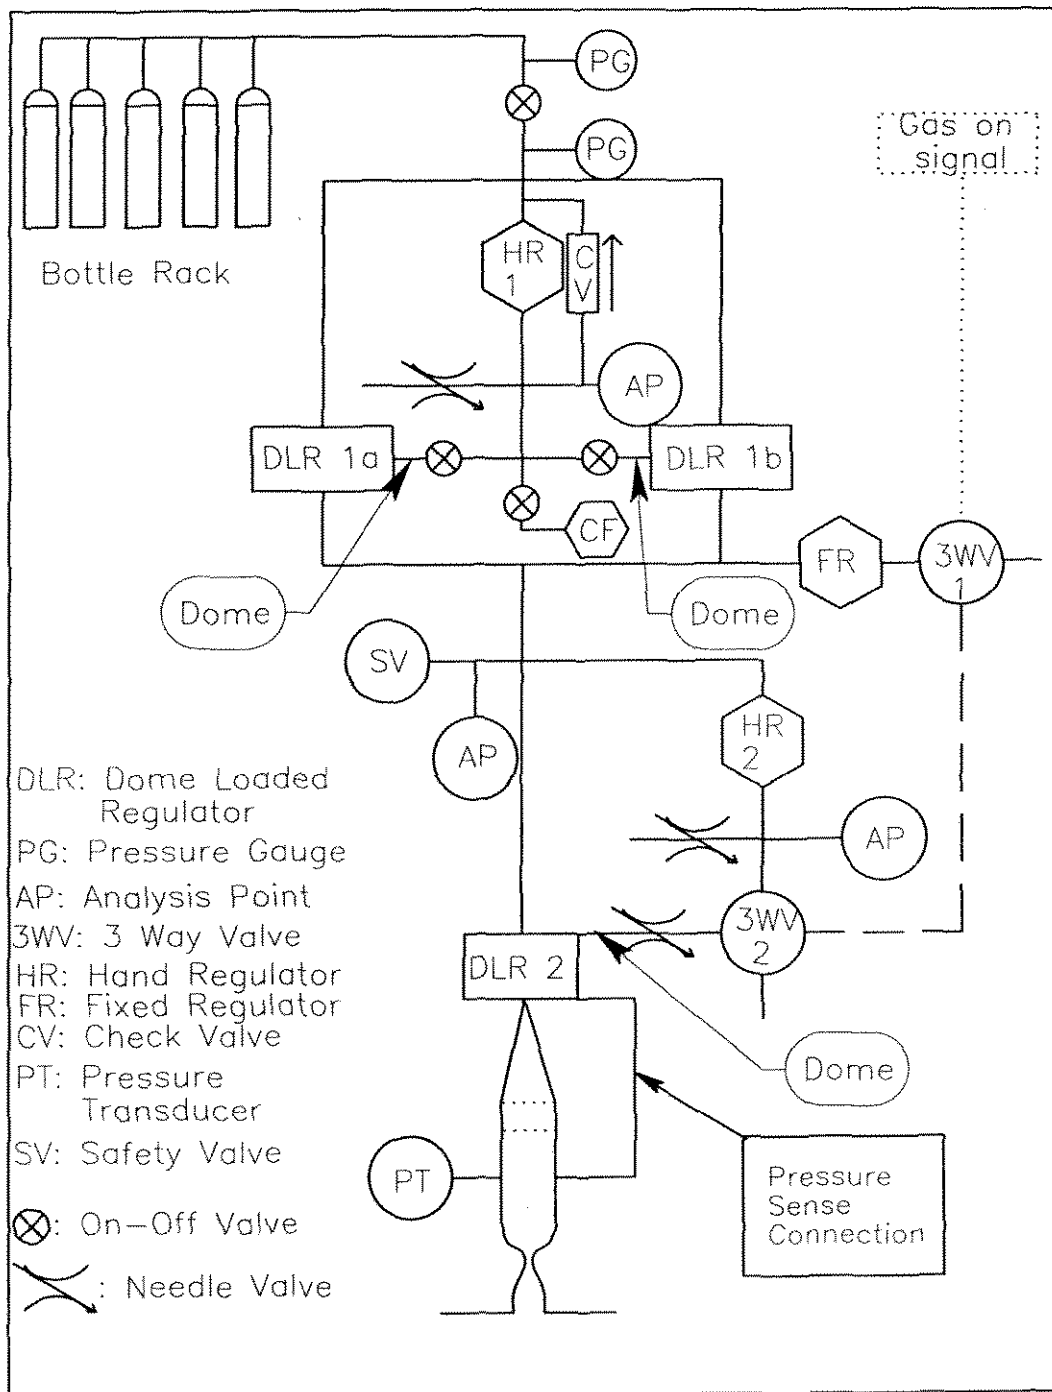 PG
Gas on
signal
PG
Bottle Rack
HR
1
C
V
AP
DLR 1a
DLR 1b
CF
FR
3WV
1
Dome
Dome
SV
AP
HR
2
AP
3WV
2
DLR 2
Dome
PT
Pressure
Sense
Connection
DLR: Dome Loaded
Regulator
PG: Pressure Gauge
AP: Analysis Point
3WV: 3 Way Valve
HR: Hand Regulator
FR: Fixed Regulator
CV: Check Valve
PT: Pressure
Transducer
SV: Safety Valve
: On-Off Valve
: Needle Valve